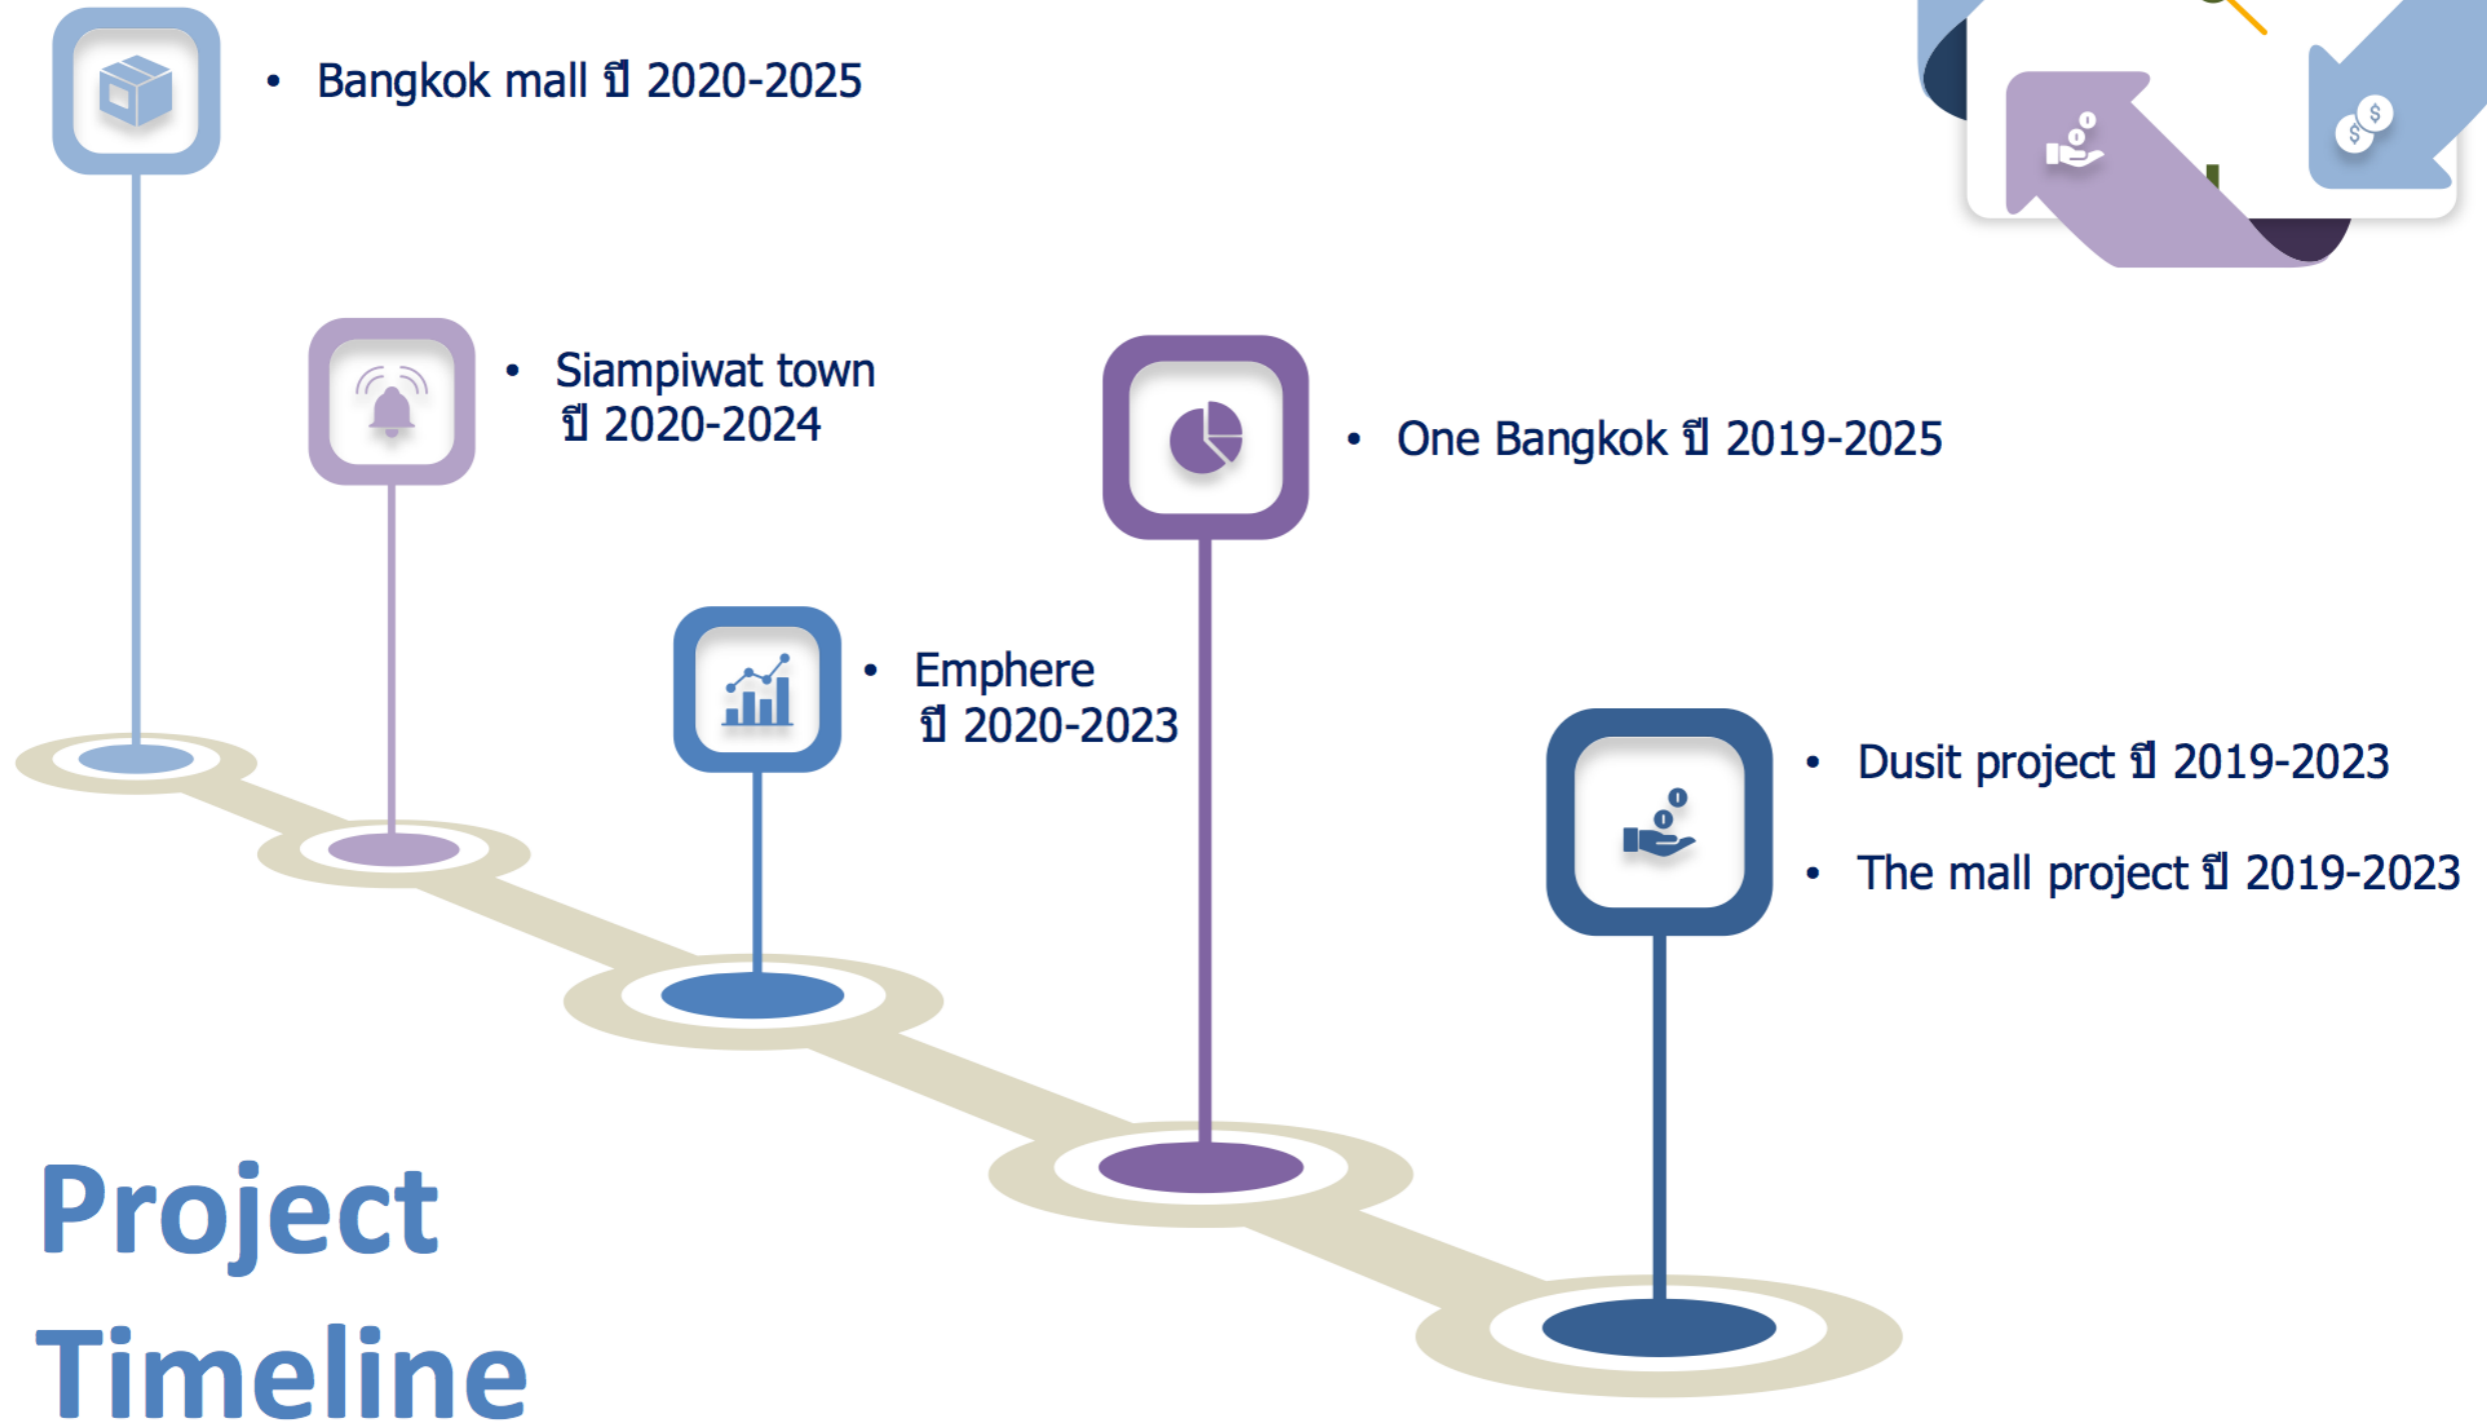 • Bangkok mall ปี 2020-2025
• Siampiwat town
ปี 2020-2024
• One Bangkok ปี 2019-2025
• Emphere
ปี 2020-2023
• Dusit project ปี 2019-2023
• The mall project ปี 2019-2023
Project
Timeline